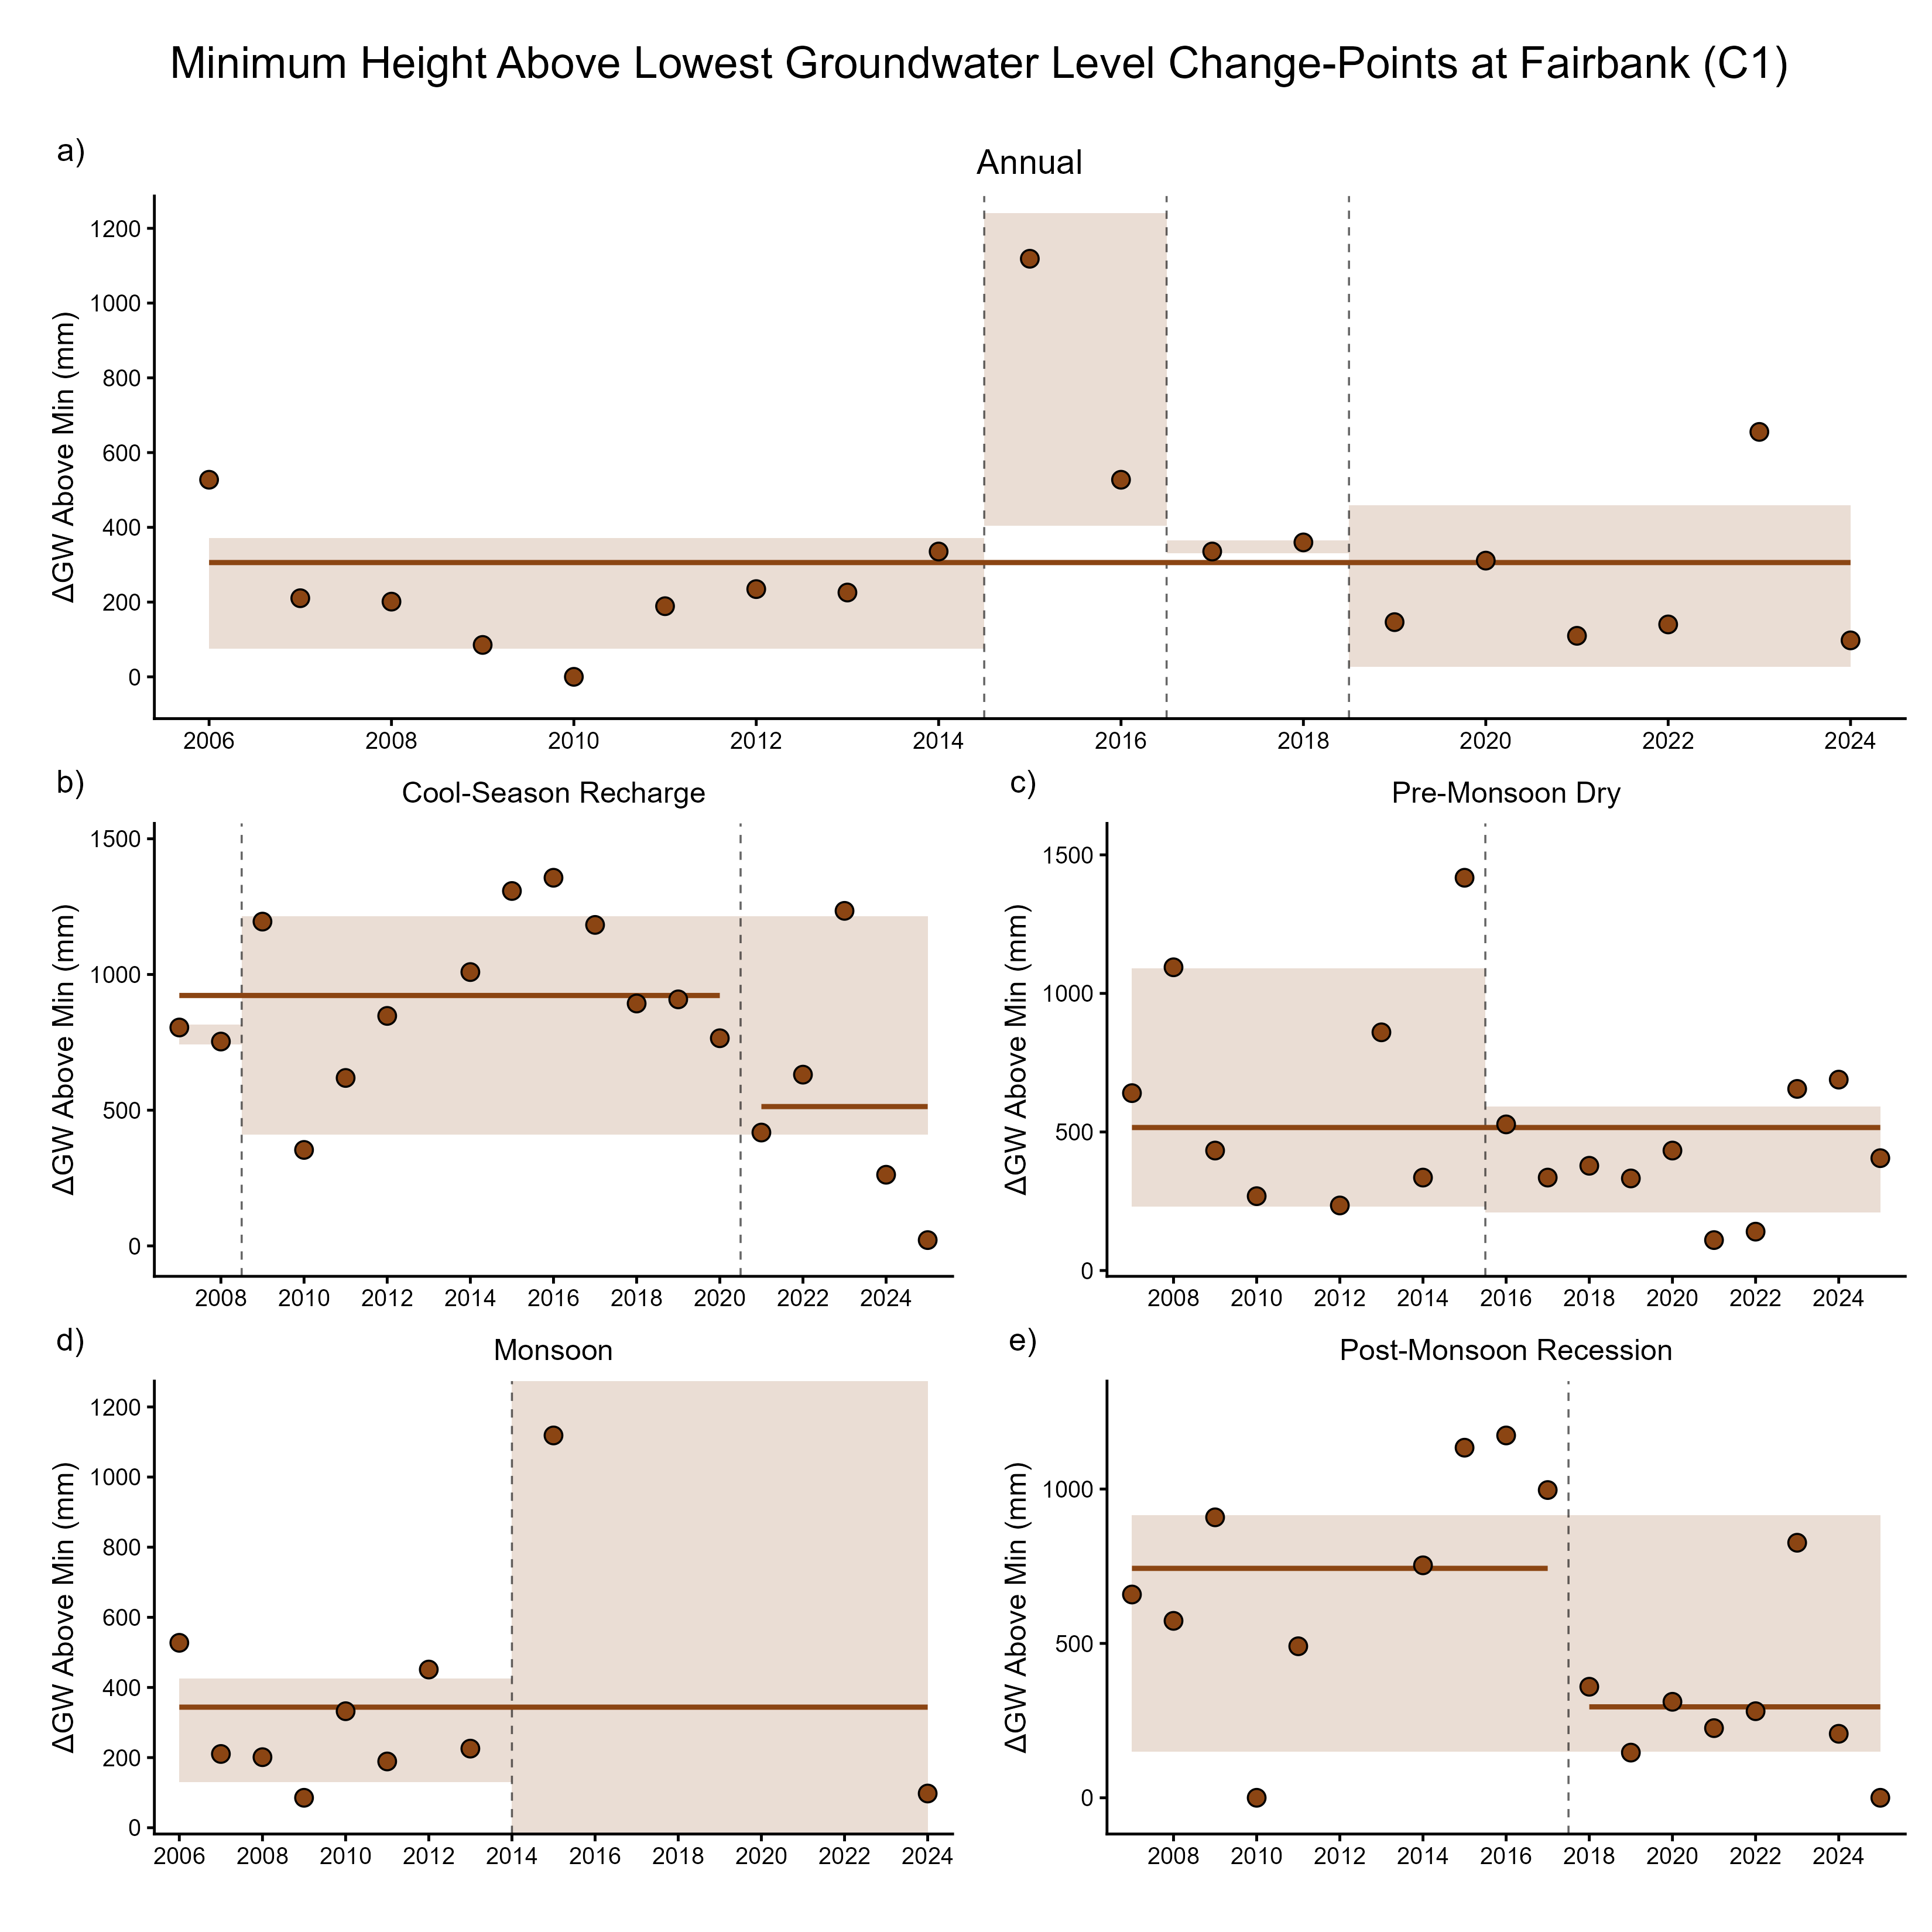 Minimum Height Above Lowest Groundwater Level Change-Points at Fairbank (C1)
a)
Annual
ΔGW Above Min (mm)
1200
1000
800
600
400
200
0
2006 2008 2010 2012 2014 2016 2018 2020 2022 2024
b)
Cool-Season Recharge
ΔGW Above Min (mm)
1500
1000
500
0
2008 2010 2012 2014 2016 2018 2020 2022 2024
c)
Pre-Monsoon Dry
ΔGW Above Min (mm)
1500
1000
500
0
2008 2010 2012 2014 2016 2018 2020 2022 2024
d)
Monsoon
ΔGW Above Min (mm)
1200
1000
800
600
400
200
0
2006 2008 2010 2012 2014 2016 2018 2020 2022 2024
e)
Post-Monsoon Recession
ΔGW Above Min (mm)
1000
500
0
2008 2010 2012 2014 2016 2018 2020 2022 2024